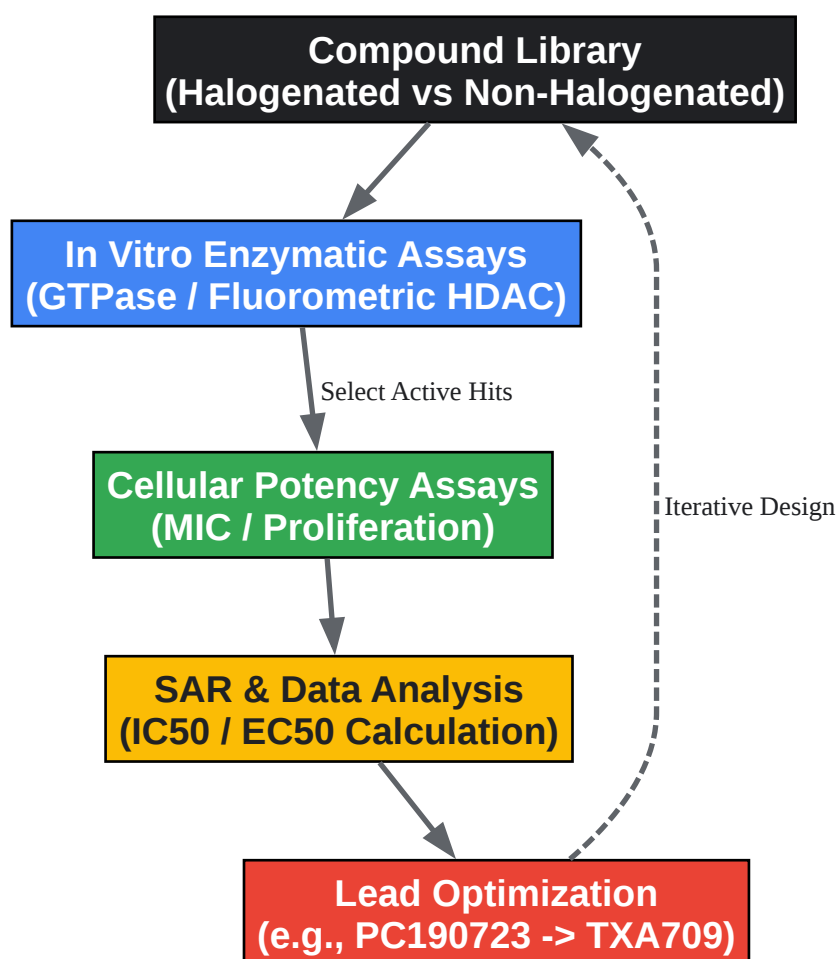 Compound Library
(Halogenated vs Non-Halogenated)
In Vitro Enzymatic Assays
(GTPase / Fluorometric HDAC)
Select Active Hits
Cellular Potency Assays
(MIC / Proliferation)
Iterative Design
SAR & Data Analysis
(IC50 / EC50 Calculation)
Lead Optimization
(e.g., PC190723 -> TXA709)